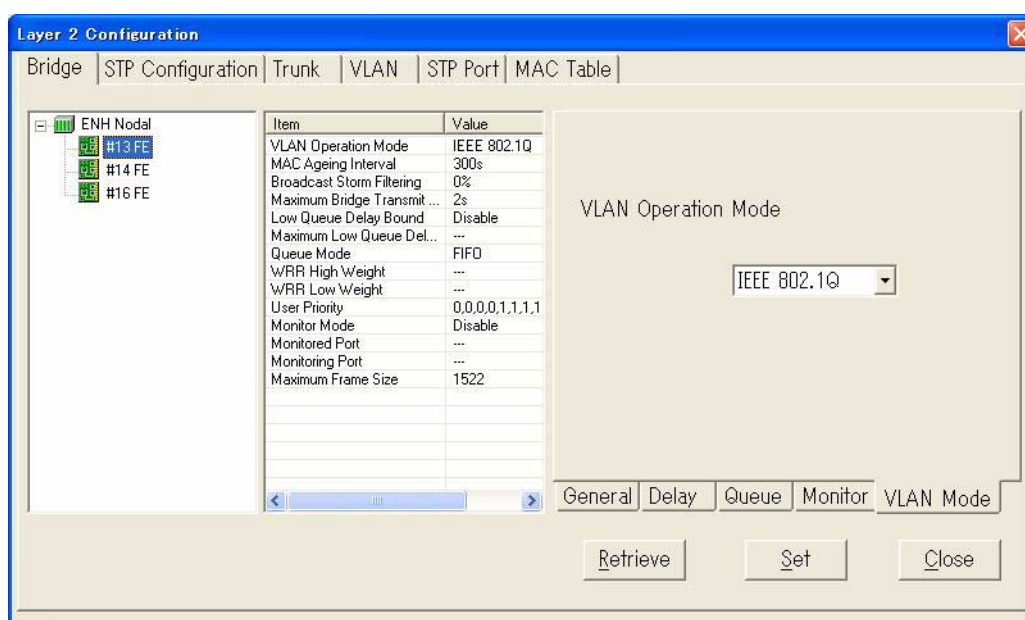 Layer 2 Configuration
Bridge STP Configuration Trunk VLAN STP Port MAC Table
ENH Nodal
#13 FE
#14 FE
#16 FE
Item Value
VLAN Operation Mode IEEE 802.1Q
MAC Ageing Interval 300s
Broadcast Storm Filtering 0%
Maximum Bridge Transmit ... 2s
Low Queue Delay Bound Disable
Maximum Low Queue Del... ---
Queue Mode FIFO
WRR High Weight ---
WRR Low Weight ---
User Priority 0,0,0,0,1,1,1,1
Monitor Mode Disable
Monitored Port ---
Monitoring Port ---
Maximum Frame Size 1522
VLAN Operation Mode
IEEE 802.1Q
General Delay Queue Monitor VLAN Mode
Retrieve Set Close